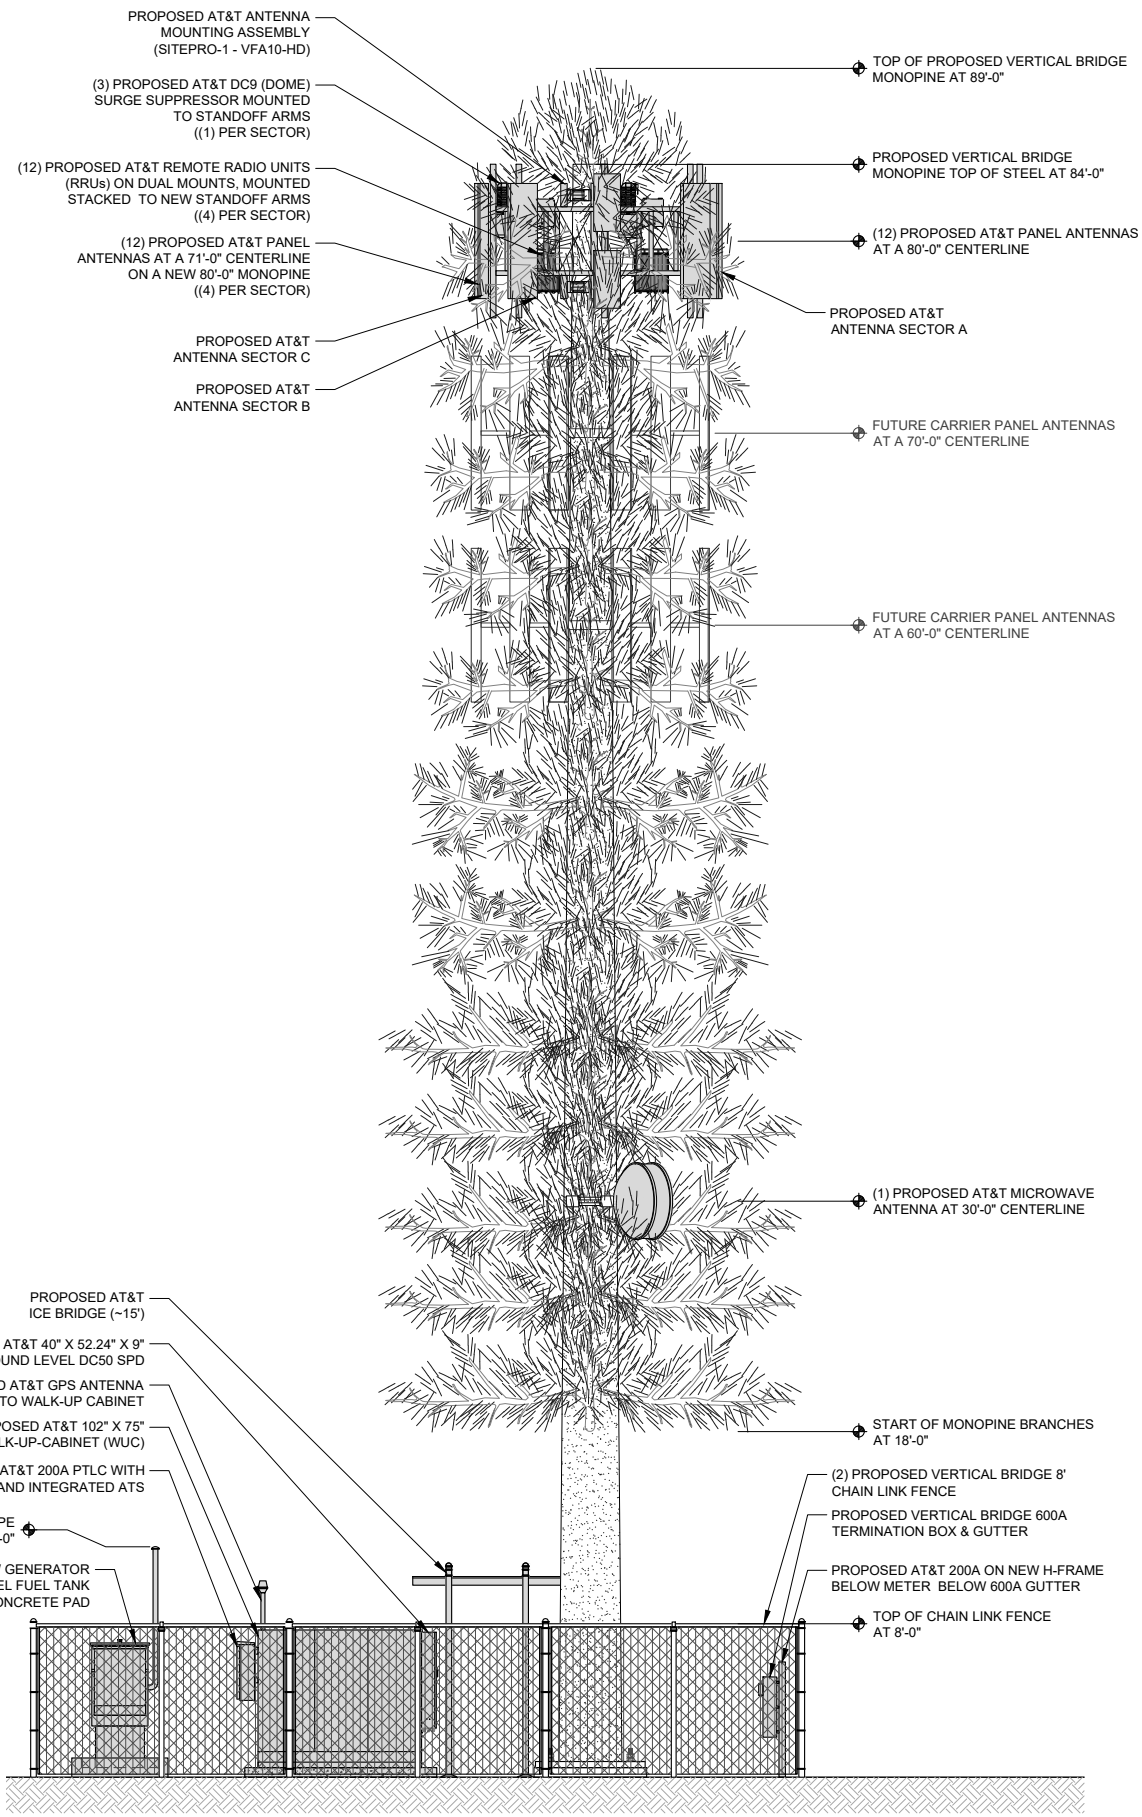 PROPOSED AT&T ANTENNA
MOUNTING ASSEMBLY
(SITEPRO-1 - VFA10-HD)
(3) PROPOSED AT&T DC9 (DOME)
SURGE SUPPRESSOR MOUNTED
TO STANDOFF ARMS
((1) PER SECTOR)
(12) PROPOSED AT&T REMOTE RADIO UNITS
(RRUs) ON DUAL MOUNTS, MOUNTED
STACKED TO NEW STANDOFF ARMS
((4) PER SECTOR)
(12) PROPOSED AT&T PANEL
ANTENNAS AT A 71'-0" CENTERLINE
ON A NEW 80'-0" MONOPINE
((4) PER SECTOR)
PROPOSED AT&T
ANTENNA SECTOR C
PROPOSED AT&T
ANTENNA SECTOR B
TOP OF PROPOSED VERTICAL BRIDGE
MONOPINE AT 89'-0"
PROPOSED VERTICAL BRIDGE
MONOPINE TOP OF STEEL AT 84'-0"
(12) PROPOSED AT&T PANEL ANTENNAS
AT A 80'-0" CENTERLINE
PROPOSED AT&T
ANTENNA SECTOR A
FUTURE CARRIER PANEL ANTENNAS
AT A 70'-0" CENTERLINE
FUTURE CARRIER PANEL ANTENNAS
AT A 60'-0" CENTERLINE
(1) PROPOSED AT&T MICROWAVE
ANTENNA AT 30'-0" CENTERLINE
PROPOSED AT&T
ICE BRIDGE (~15')
AT&T 40" X 52.24" X 9"
OUND LEVEL DC50 SPD
D AT&T GPS ANTENNA
TO WALK-UP CABINET
POSED AT&T 102" X 75"
LK-UP-CABINET (WUC)
AT&T 200A PTLC WITH
AND INTEGRATED ATS
PE
-0"
GENERATOR
EL FUEL TANK
ONCRETE PAD
START OF MONOPINE BRANCHES
AT 18'-0"
(2) PROPOSED VERTICAL BRIDGE 8'
CHAIN LINK FENCE
PROPOSED VERTICAL BRIDGE 600A
TERMINATION BOX & GUTTER
PROPOSED AT&T 200A ON NEW H-FRAME
BELOW METER BELOW 600A GUTTER
TOP OF CHAIN LINK FENCE
AT 8'-0"